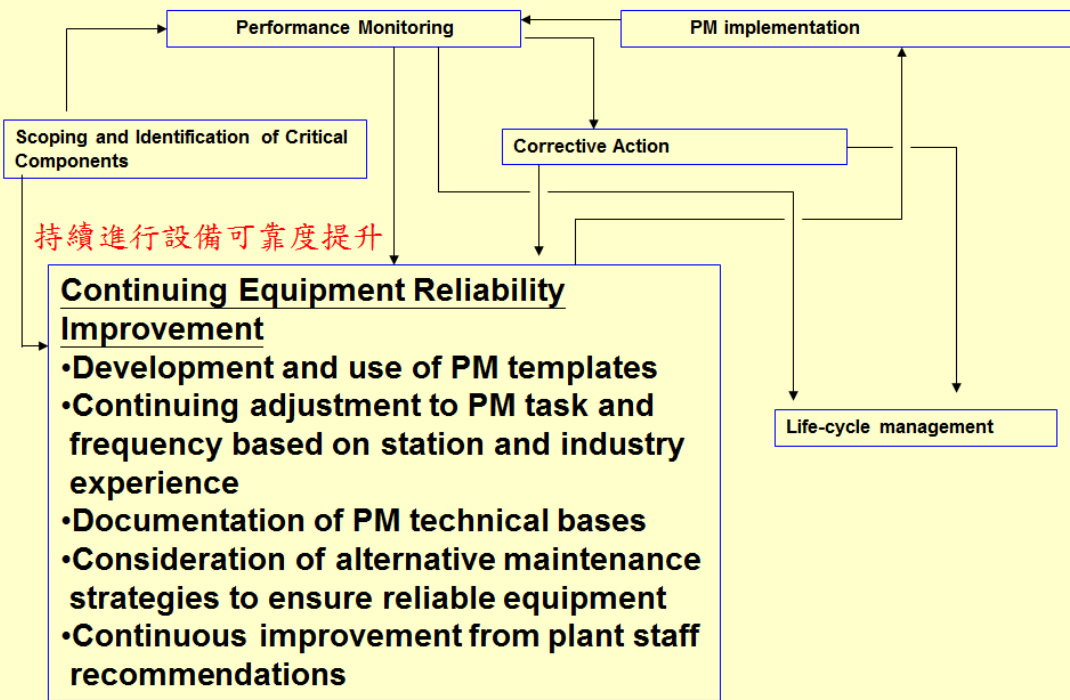 Performance Monitoring
PM implementation
Scoping and Identification of Critical
Components
Corrective Action
持續進行設備可靠度提升
Continuing Equipment Reliability
Improvement
•Development and use of PM templates
•Continuing adjustment to PM task and
frequency based on station and industry
experience
•Documentation of PM technical bases
•Consideration of alternative maintenance
strategies to ensure reliable equipment
•Continuous improvement from plant staff
recommendations
Life-cycle management